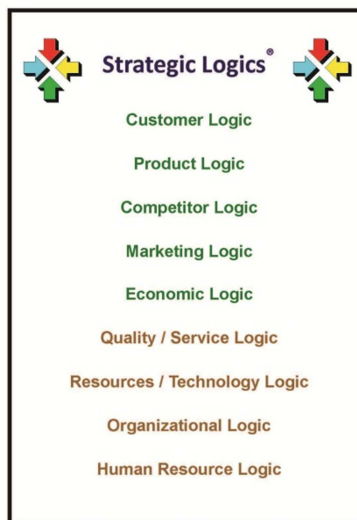 Strategic Logics®
Customer Logic
Product Logic
Competitor Logic
Marketing Logic
Economic Logic
Quality / Service Logic
Resources / Technology Logic
Organizational Logic
Human Resource Logic